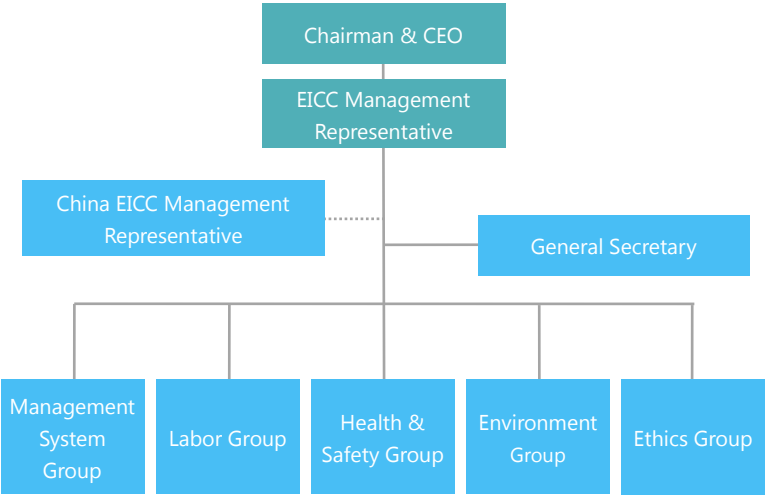 Chairman & CEO
EICC Management
Representative
China EICC Management
Representative
General Secretary
Management
System
Group
Labor Group
Health &
Safety Group
Environment
Group
Ethics Group